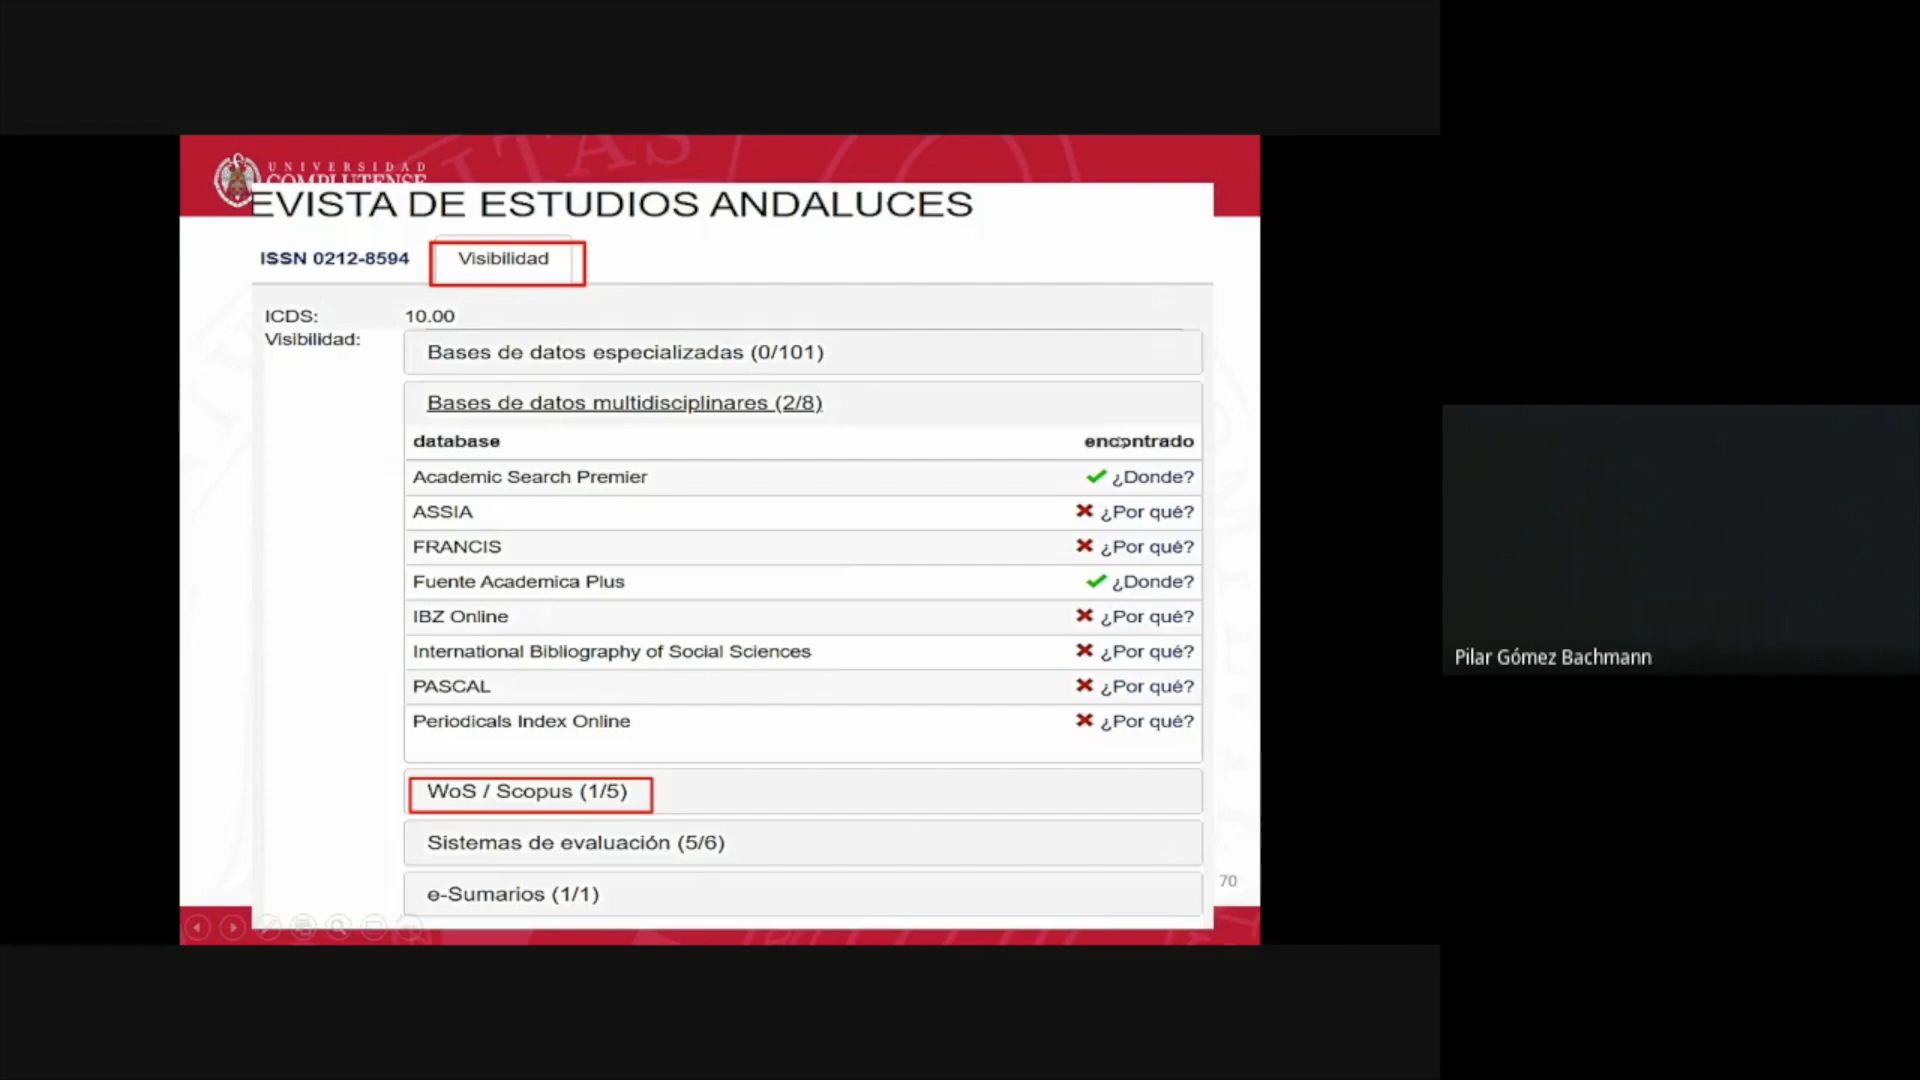 UNIVERSIDAD
COMPLUTENSE
EVISTA DE ESTUDIOS ANDALUCES
ISSN 0212-8594
Visibilidad
ICDS: 10.00
Visibilidad:
Bases de datos especializadas (0/101)
Bases de datos multidisciplinares (2/8)
database encontrado
Academic Search Premier ¿Donde?
ASSIA ¿Por qué?
FRANCIS ¿Por qué?
Fuente Academica Plus ¿Donde?
IBZ Online ¿Por qué?
International Bibliography of Social Sciences ¿Por qué?
PASCAL ¿Por qué?
Periodicals Index Online ¿Por qué?
WoS / Scopus (1/5)
Sistemas de evaluación (5/6)
e-Sumarios (1/1)
70
Pilar Gómez Bachmann